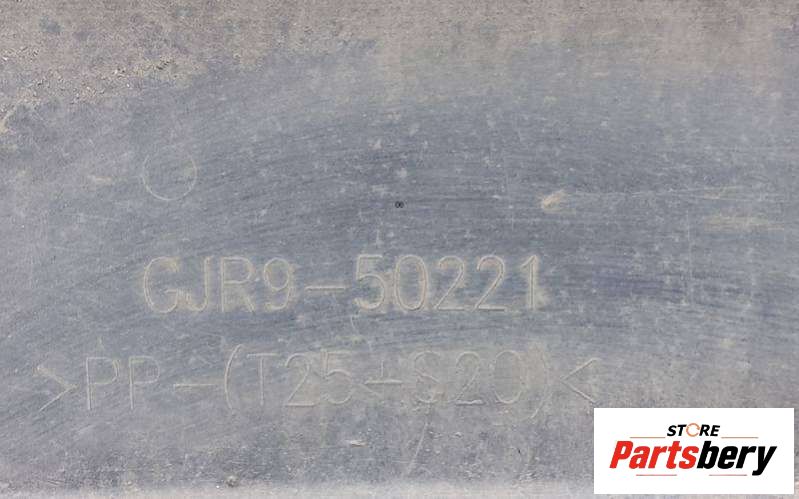 GJR9-50221
>PP-(T25+S20)<
STORE
Partsbery